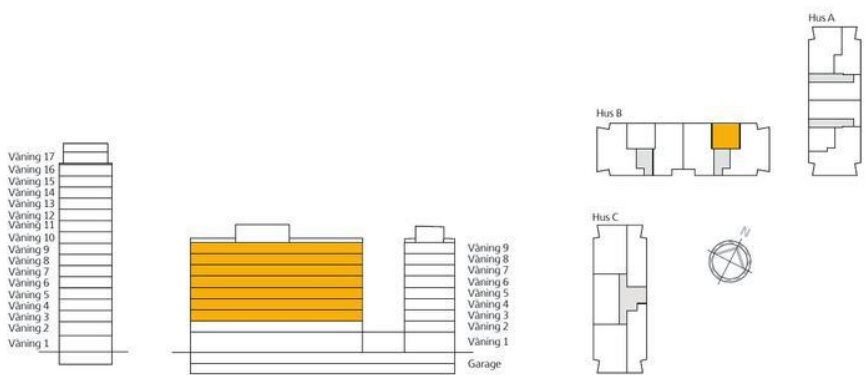 Hus A
Hus B
Våning 17
Våning 16
Våning 15
Våning 14
Våning 13
Våning 12
Våning 11
Våning 10
Våning 9
Våning 8
Våning 7
Våning 6
Våning 5
Våning 4
Våning 3
Våning 2
Våning 1
Våning 9
Våning 8
Våning 7
Våning 6
Våning 5
Våning 4
Våning 3
Våning 2
Våning 1
Garage
Hus C
N